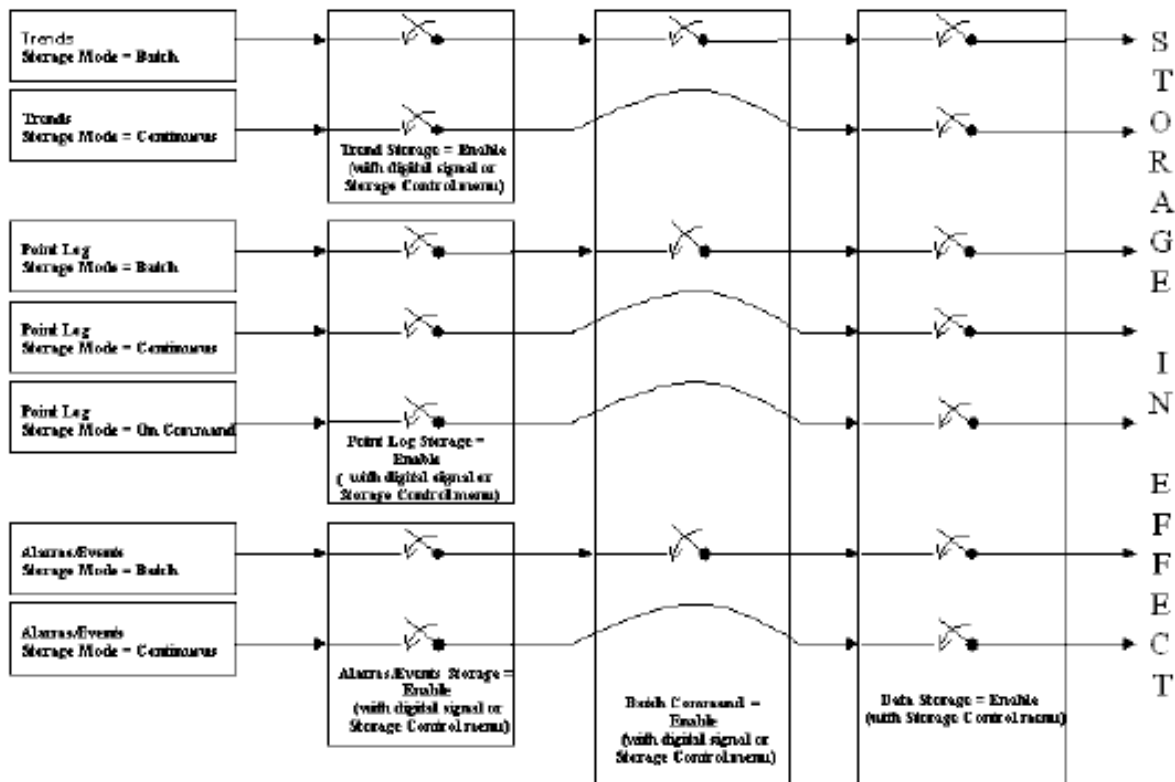 Trends
Storage Mode = Batch
Trends
Storage Mode = Continuous
Trend Storage = Enable
(with digital signal or
Storage Control menu)
Point Log
Storage Mode = Batch
Point Log
Storage Mode = Continuous
Point Log
Storage Mode = On Command
Point Log Storage =
Enable
( with digital signal or
Storage Control menu)
Alarms/Events
Storage Mode = Batch
Alarms/Events
Storage Mode = Continuous
Alarms/Events Storage =
Enable
(with digital signal or
Storage Control menu)
Batch Command =
Enable
(with digital signal or
Storage Control menu)
Data Storage = Enable
(with Storage Control menu)
STORAGE IN EFFECT